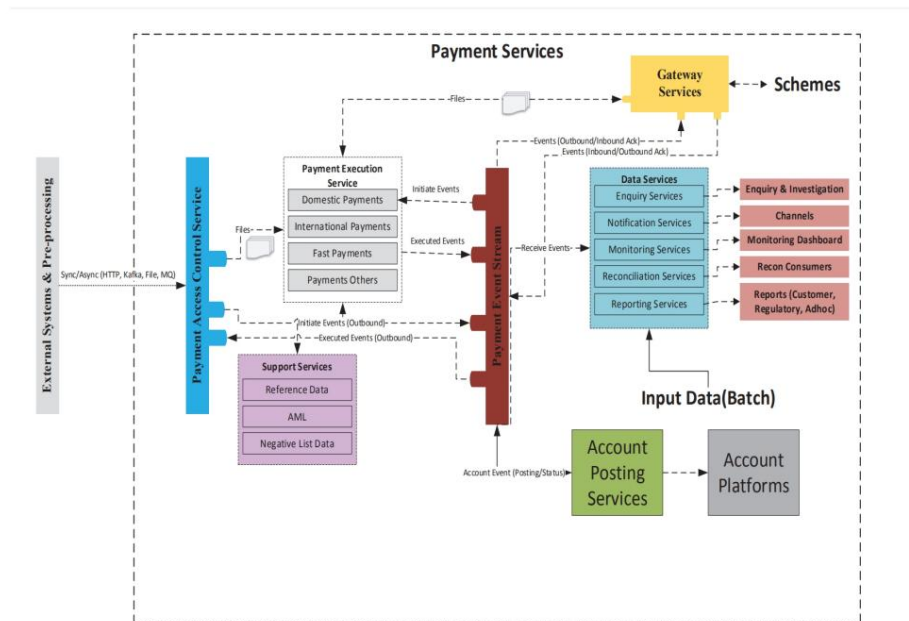 Payment Services
Gateway
Services
Schemes
Files
Events (Outbound/Inbound Ack)
Events (Inbound/Outbound Ack)
External Systems & Pre-processing
Sync/Async (HTTP, Kafka, File, MQ)
Payment Access Control Service
Files
Payment Execution
Service
Domestic Payments
International Payments
Fast Payments
Payments Others
Initiate Events
Executed Events
Initiate Events (Outbound)
Executed Events (Outbound)
Support Services
Reference Data
AML
Negative List Data
Payment Event Stream
Receive Events
Data Services
Enquiry Services
Notification Services
Monitoring Services
Reconciliation Services
Reporting Services
Enquiry & Investigation
Channels
Monitoring Dashboard
Recon Consumers
Reports (Customer,
Regulatory, Adhoc)
Input Data(Batch)
Account Event (Posting/Status)
Account
Posting
Services
Account
Platforms